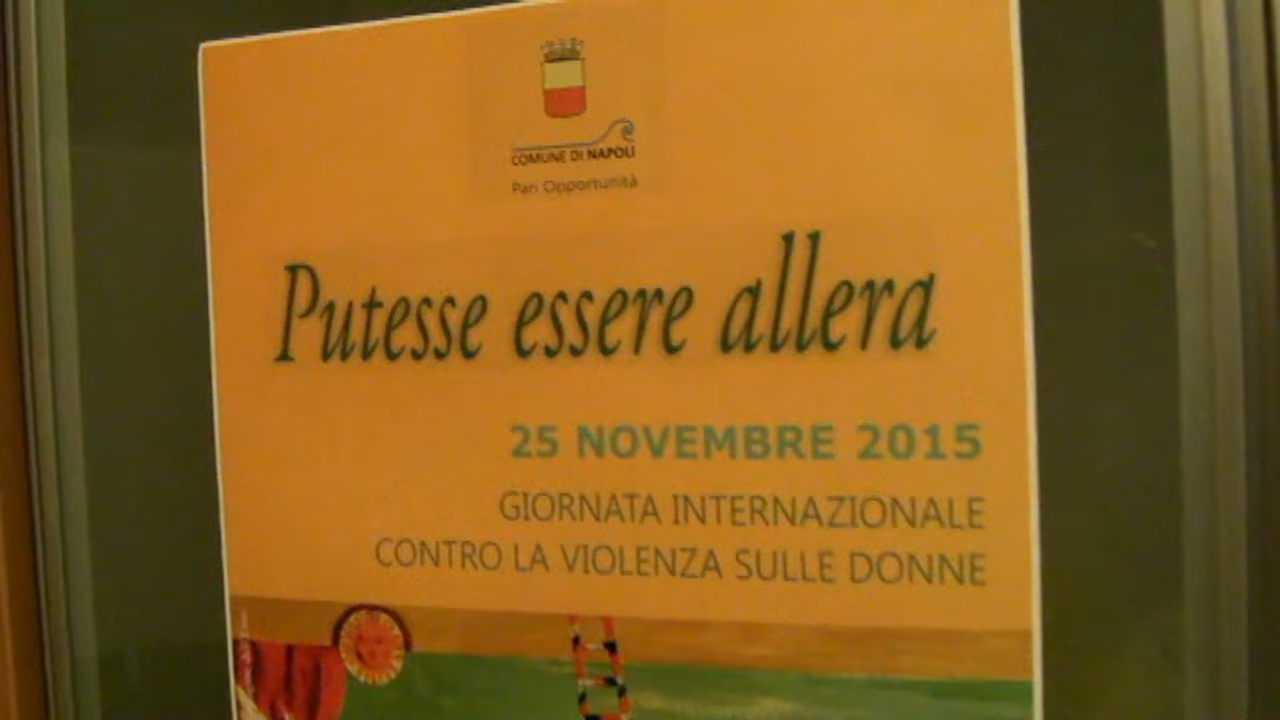 COMUNE DI NAPOLI
Pari Opportunità
Putesse essere allera
25 NOVEMBRE 2015
GIORNATA INTERNAZIONALE
CONTRO LA VIOLENZA SULLE DONNE